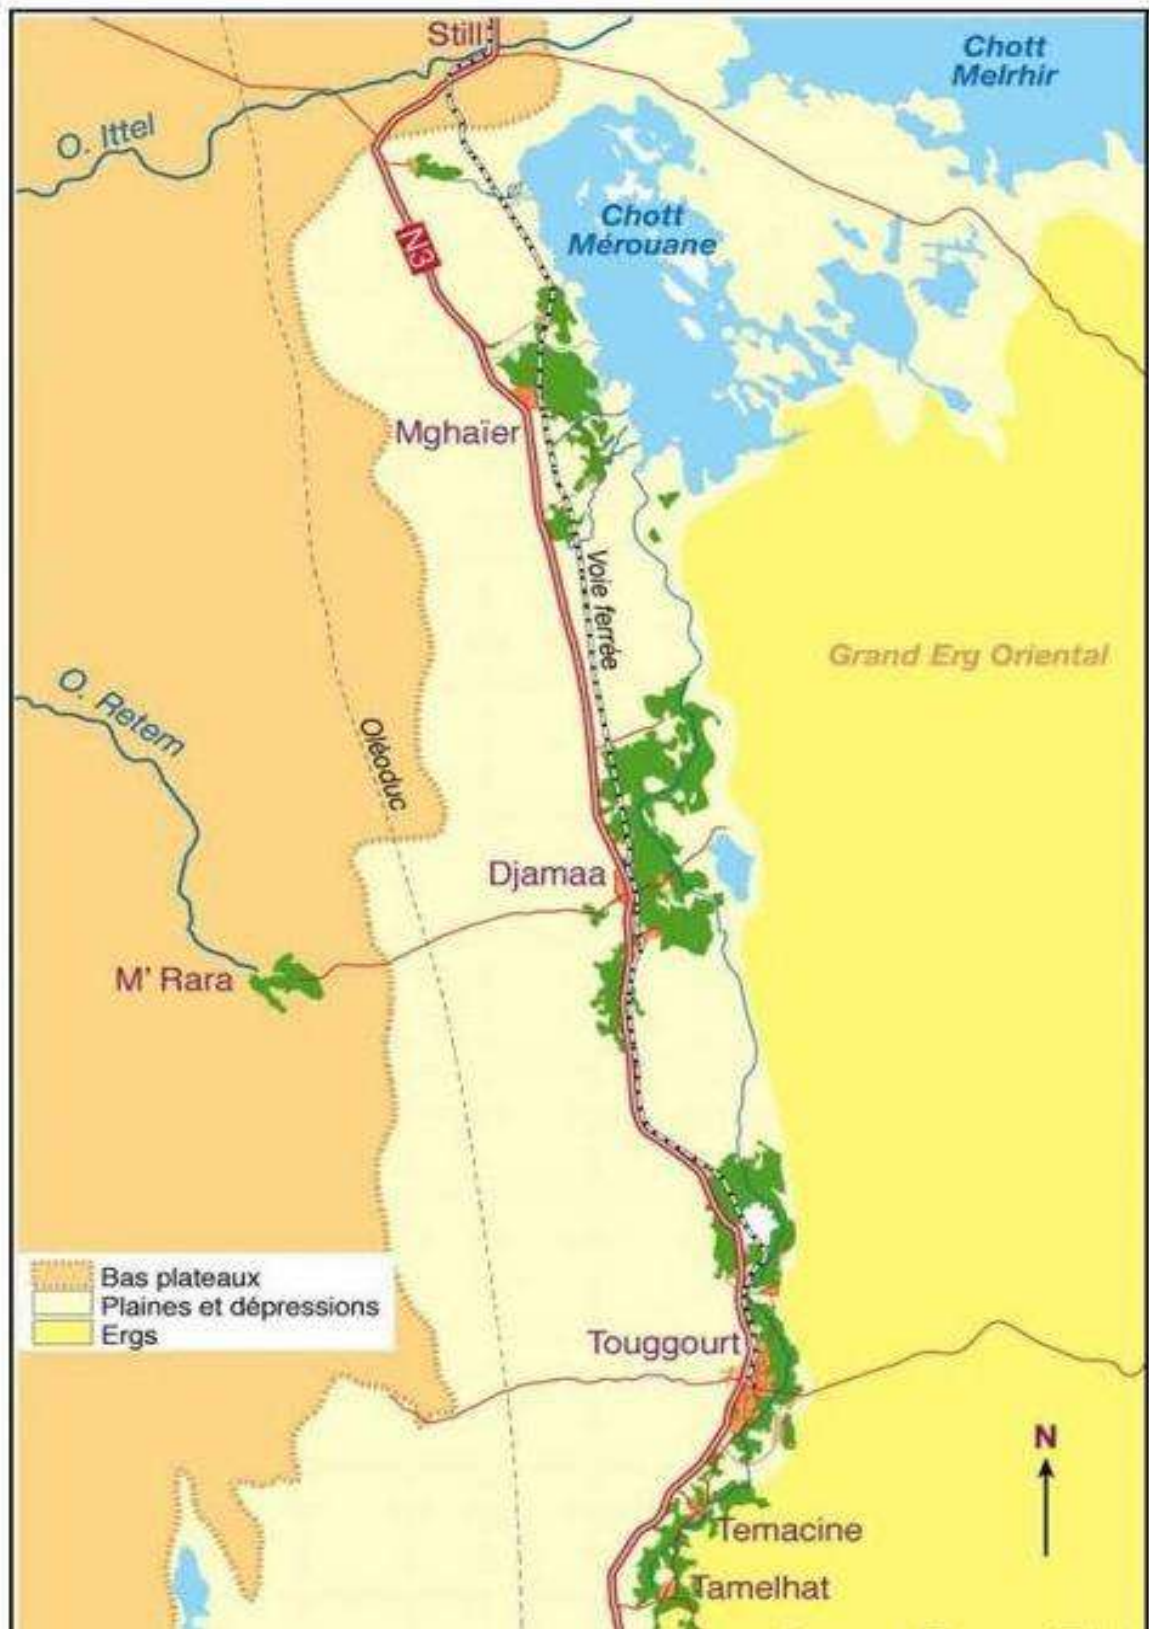 Still
Chott
Melrhir
O. Ittel
Chott
Mérouane
N3
Mghaïer
Voie ferrée
Grand Erg Oriental
O. Retem
Oléoduc
Djamaa
M' Rara
Bas plateaux
Plaines et dépressions
Ergs
Touggourt
N
Temacine
Tamelhat